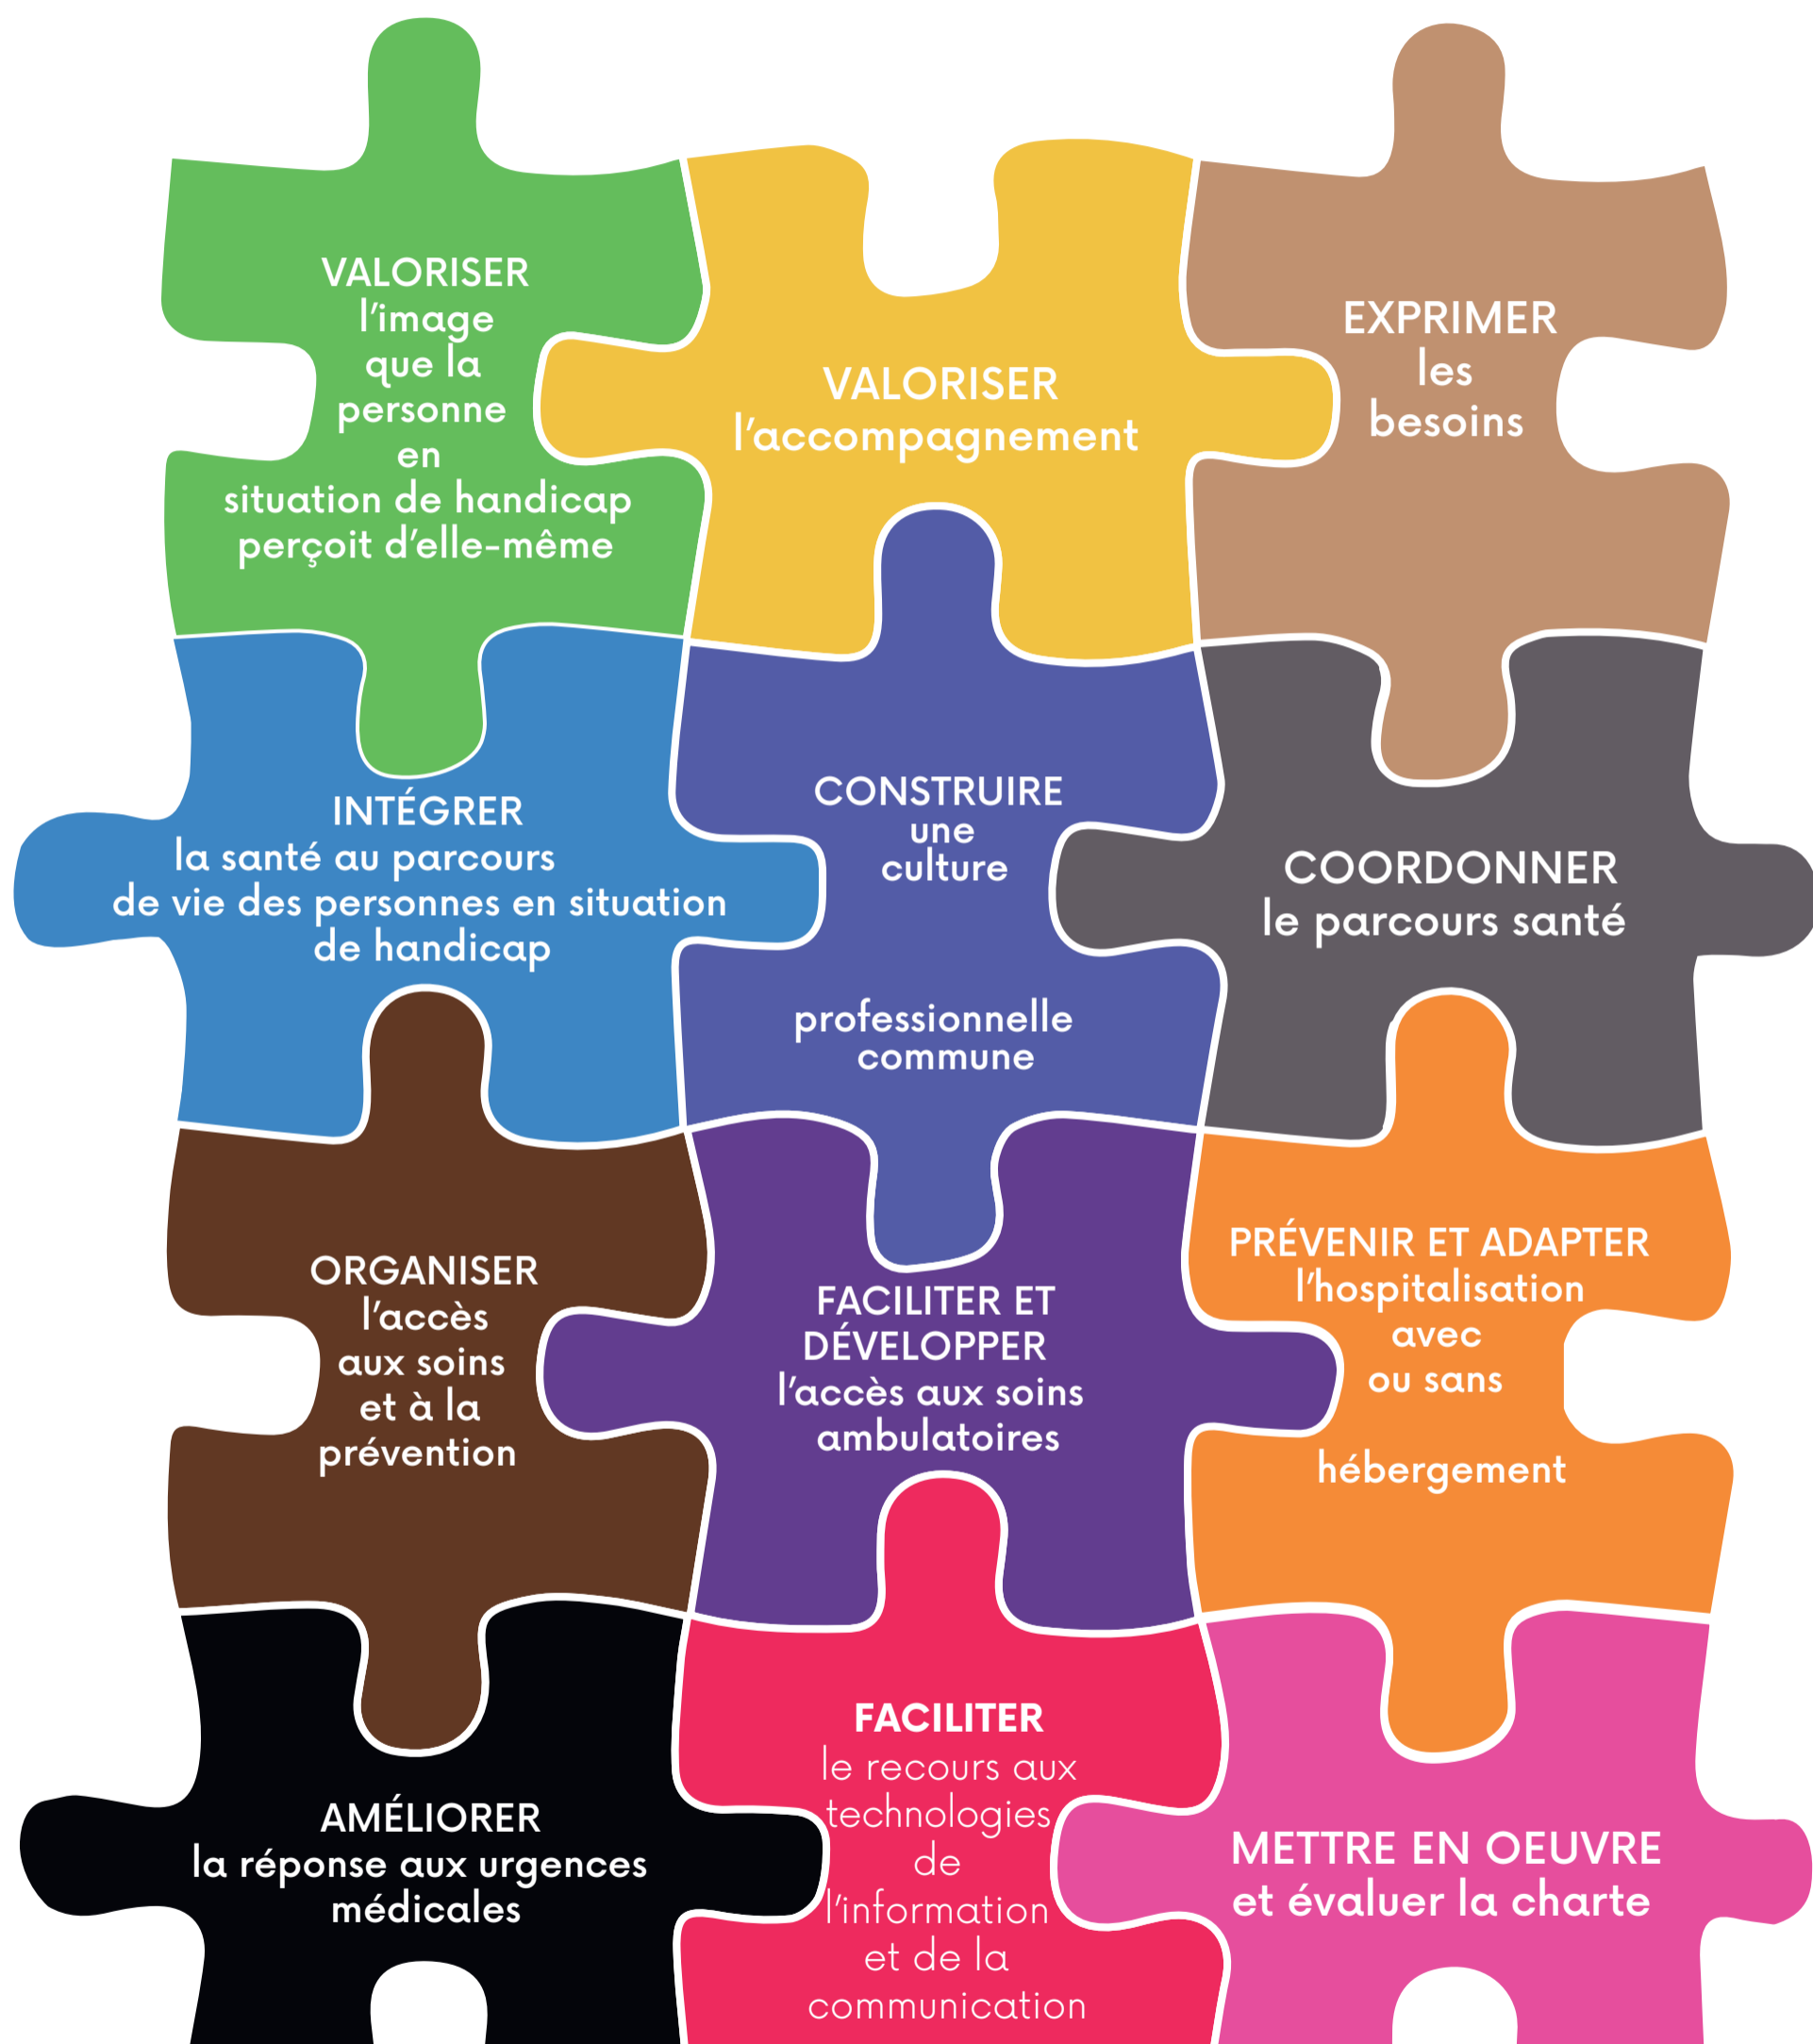 VALORISER
l'image
que la
personne
en
situation de handicap
perçoit d'elle-même
VALORISER
l'accompagnement
EXPRIMER
les
besoins
INTÉGRER
la santé au parcours
de vie des personnes en situation
de handicap
CONSTRUIRE
une
culture
professionnelle
commune
COORDONNER
le parcours santé
ORGANISER
l'accès
aux soins
et à la
prévention
FACILITER ET
DÉVELOPPER
l'accès aux soins
ambulatoires
PRÉVENIR ET ADAPTER
l'hospitalisation
avec
ou sans
hébergement
AMÉLIORER
la réponse aux urgences
médicales
FACILITER
le recours aux
technologies
de
l'information
et de la
communication
METTRE EN OEUVRE
et évaluer la charte